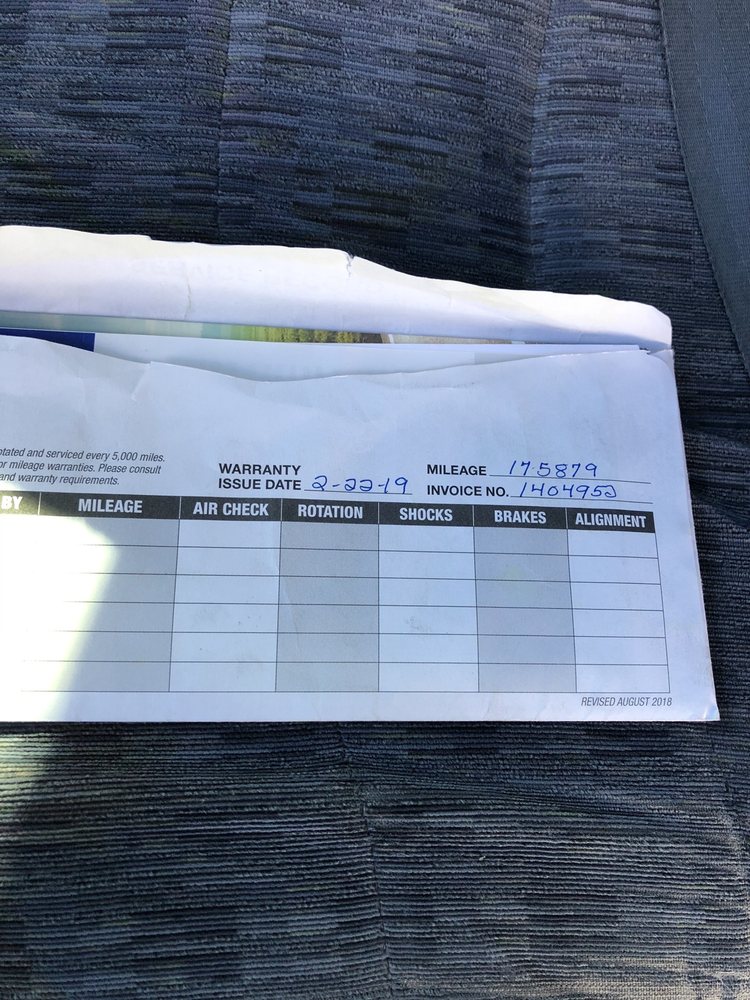 otated and serviced every 5,000 miles.
or mileage warranties. Please consult
and warranty requirements.
WARRANTY
ISSUE DATE 2-22-19
MILEAGE 175879
INVOICE NO. 1404952
BY MILEAGE AIR CHECK ROTATION SHOCKS BRAKES ALIGNMENT
REVISED AUGUST 2018